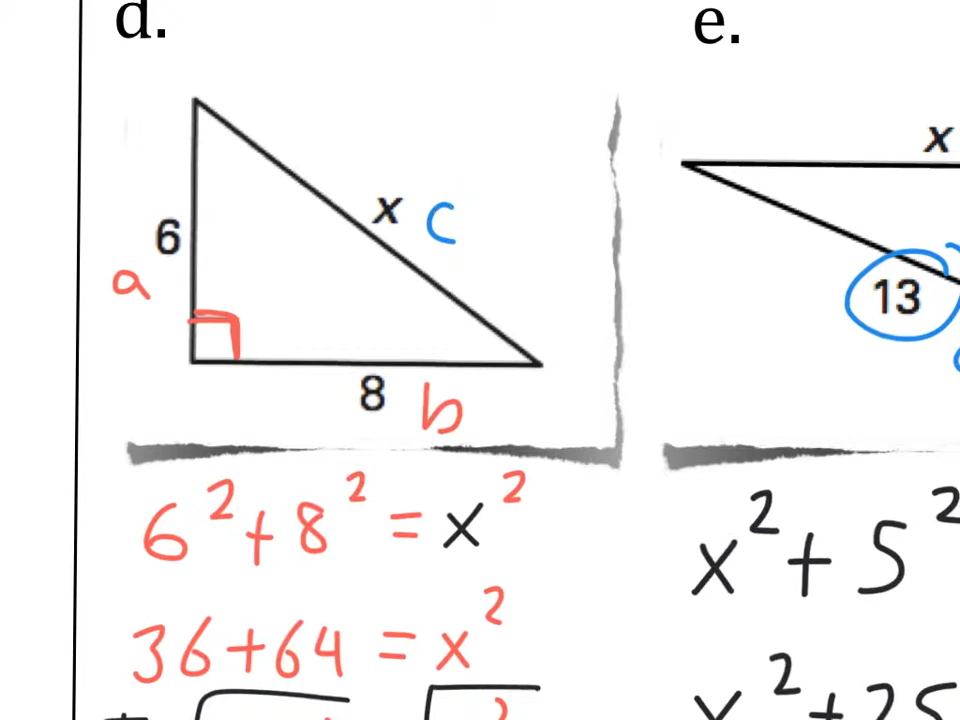 d.
6
a
x c
8 b
6² + 8² = x²
36 + 64 = x²
e.
x
13
x² + 5²
x² + 25